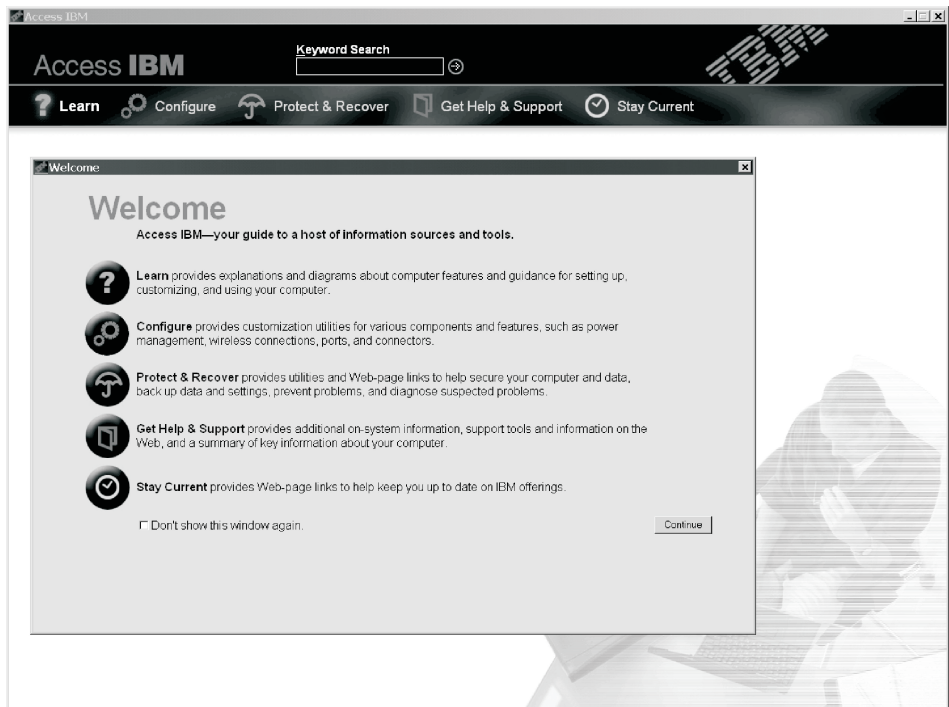 Access IBM
Keyword Search
Access IBM
IBM
Learn
Configure
Protect & Recover
Get Help & Support
Stay Current
Welcome
Welcome
Access IBM—your guide to a host of information sources and tools.
Learn provides explanations and diagrams about computer features and guidance for setting up,
customizing, and using your computer.
Configure provides customization utilities for various components and features, such as power
management, wireless connections, ports, and connectors.
Protect & Recover provides utilities and Web-page links to help secure your computer and data,
back up data and settings, prevent problems, and diagnose suspected problems.
Get Help & Support provides additional on-system information, support tools and information on the
Web, and a summary of key information about your computer.
Stay Current provides Web-page links to help keep you up to date on IBM offerings.
Don't show this window again.
Continue